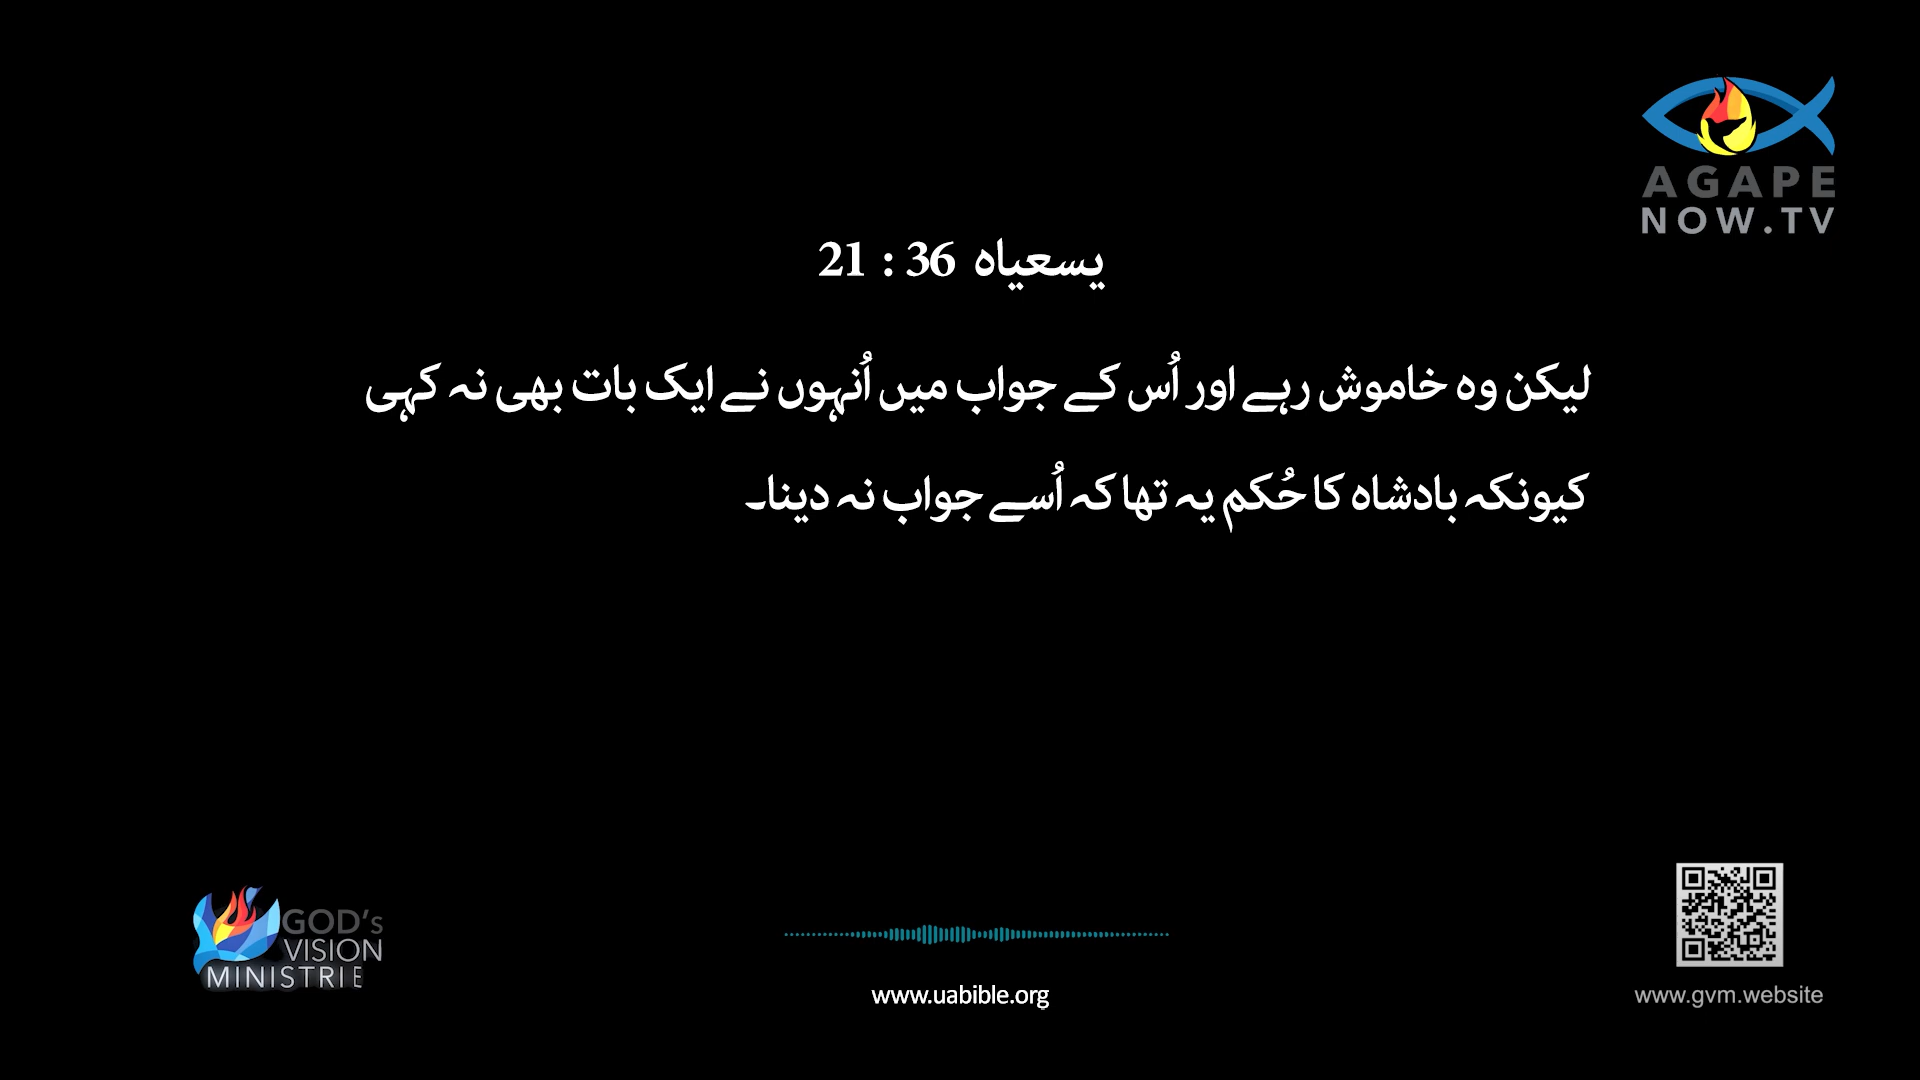 AGAPE
NOW.TV
یسعیاہ 36 : 21
لیکن وہ خاموش رہے اور اُس کے جواب میں اُنہوں نے ایک بات بھی نہ کہی
کیونکہ بادشاہ کا حُکم یہ تھا کہ اُسے جواب نہ دینا۔
GOD's
VISION
MINISTRIE
www.uabible.org
www.gvm.website